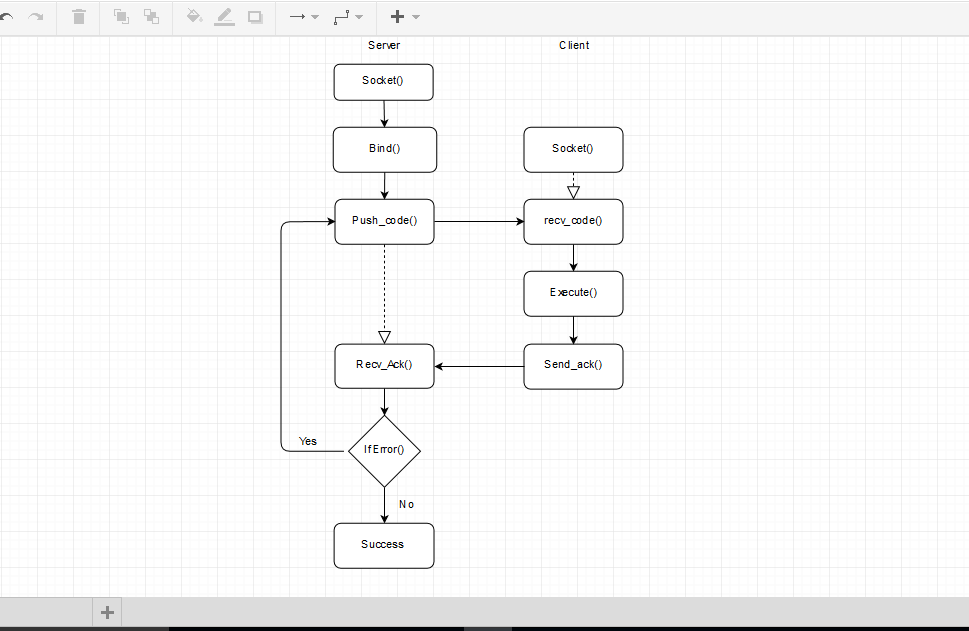 Server
Client
Socket()
Bind()
Socket()
Push_code()
recv_code()
Execute()
Recv_Ack()
Send_ack()
Yes
If Error()
No
Success